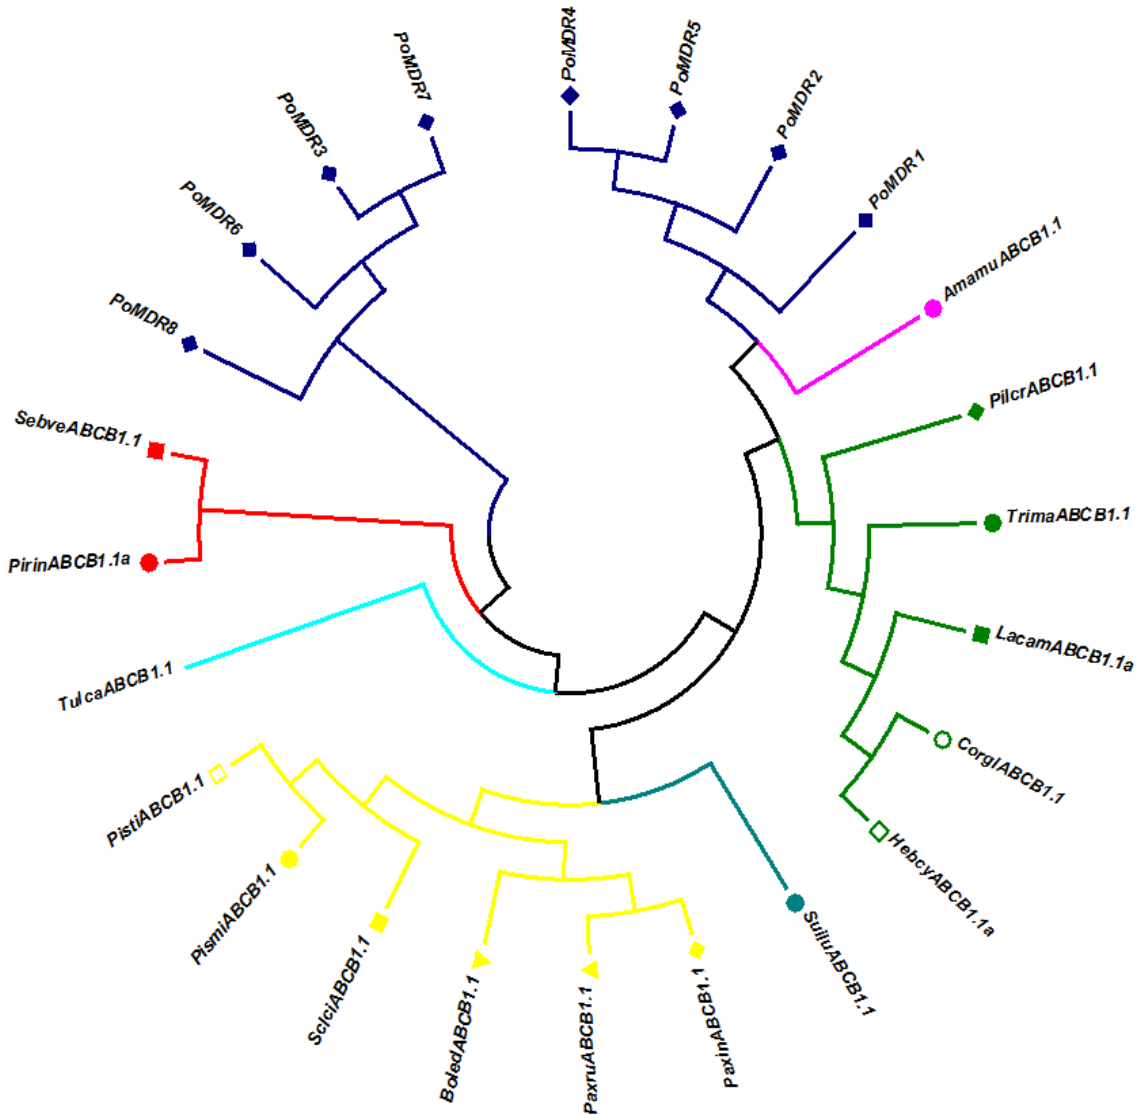 PoMDR4
PoMDR5
PoMDR2
PoMDR1
AmamuABCB1.1
PilcrABCB1.1
TrimaABCB1.1
LacamABCB1.1a
CorglABCB1.1
HebcyABCB1.1a
SuiluABCB1.1
PaxinABCB1.1
PaxruABCB1.1
BoledABCB1.1
SclciABCB1.1
PismiABCB1.1
PistiABCB1.1
TulcaABCB1.1
PirinABCB1.1a
SebveABCB1.1
PoMDR8
PoMDR6
PoMDR3
PoMDR7